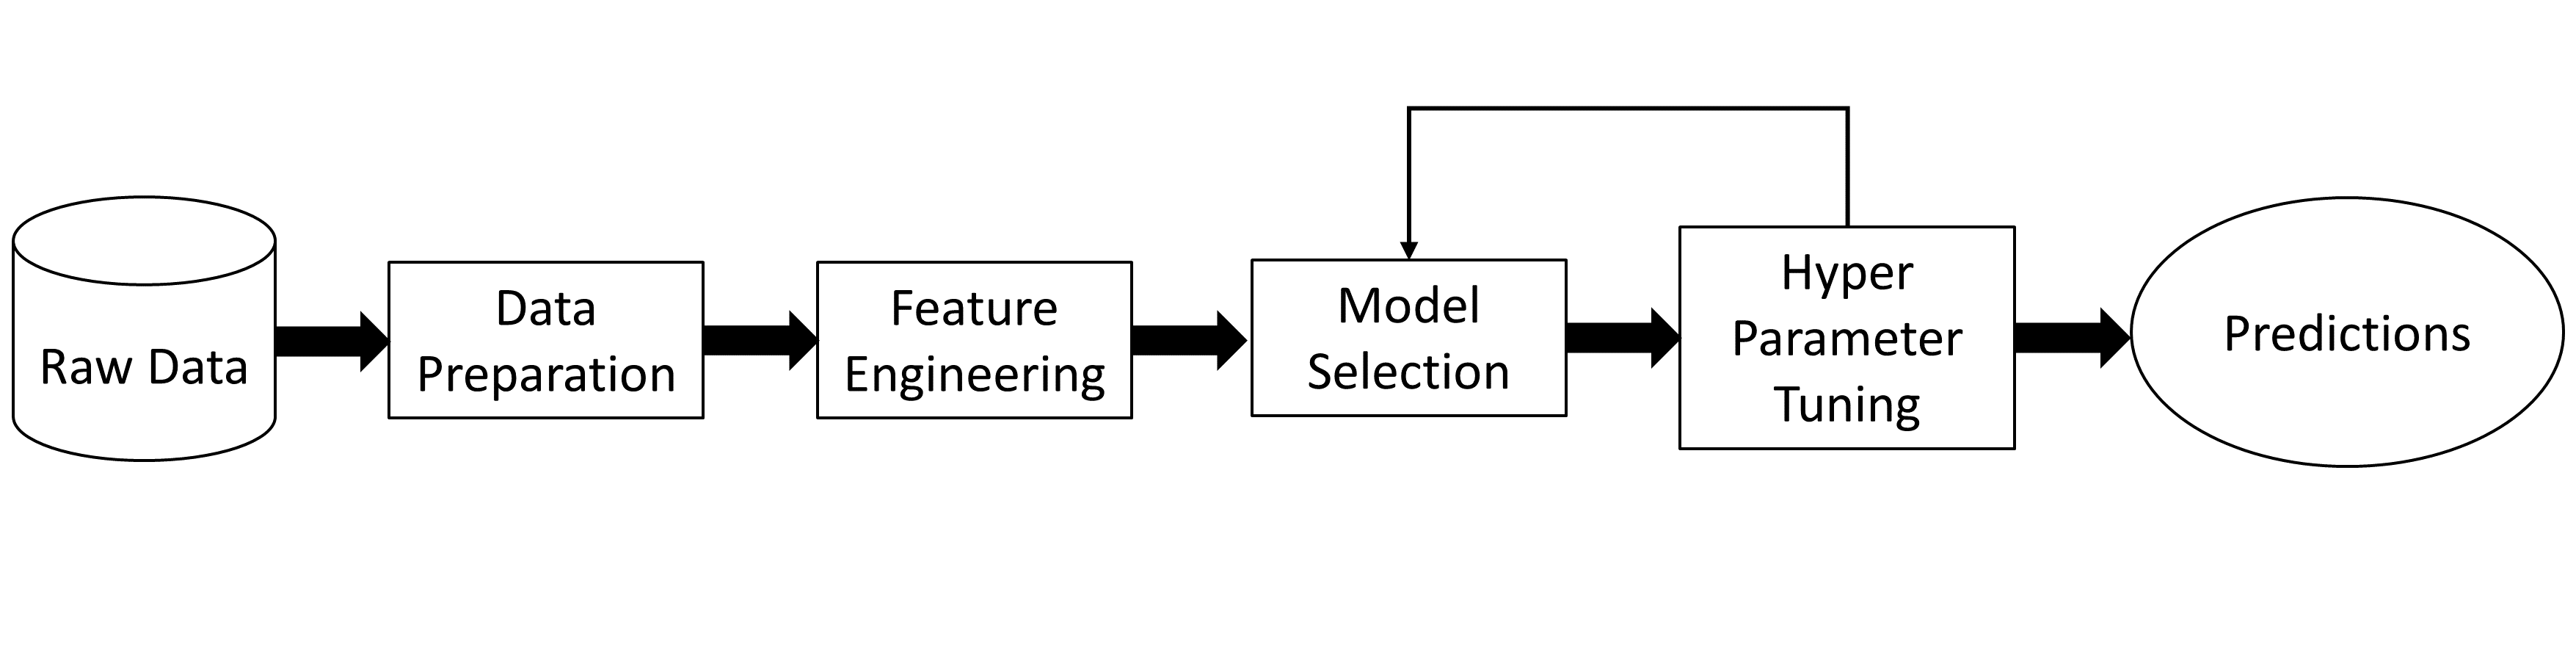 Raw Data
Data
Preparation
Feature
Engineering
Model
Selection
Hyper
Parameter
Tuning
Predictions